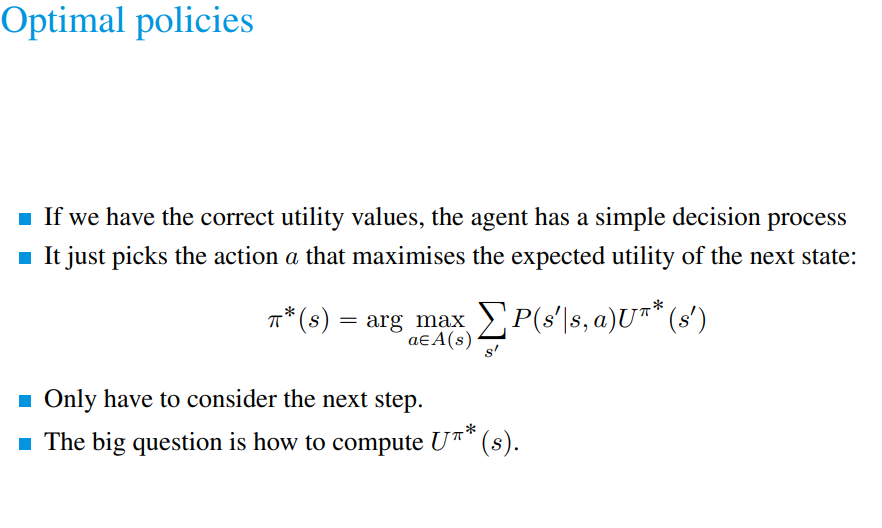 Optimal policies
■ If we have the correct utility values, the agent has a simple decision process
■ It just picks the action a that maximises the expected utility of the next state:
π*(s) = arg max_{a∈A(s)} ∑_{s′} P(s′|s, a)U^{π*}(s′)
■ Only have to consider the next step.
■ The big question is how to compute U^{π*}(s).